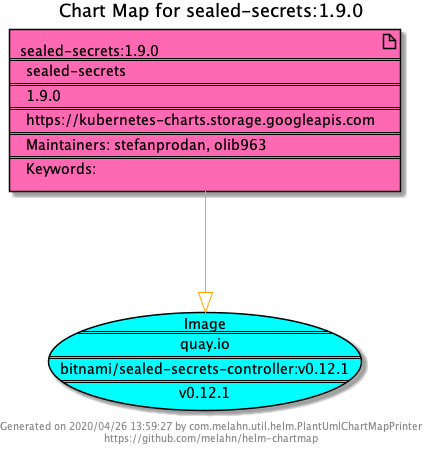 Chart Map for sealed-secrets:1.9.0
sealed-secrets:1.9.0
sealed-secrets
1.9.0
https://kubernetes-charts.storage.googleapis.com
Maintainers: stefanprodan, olib963
Keywords:
Image
quay.io
bitnami/sealed-secrets-controller:v0.12.1
v0.12.1
Generated on 2020/04/26 13:59:27 by com.melahn.util.helm.PlantUmlChartMapPrinter
https://github.com/melahn/helm-chartmap